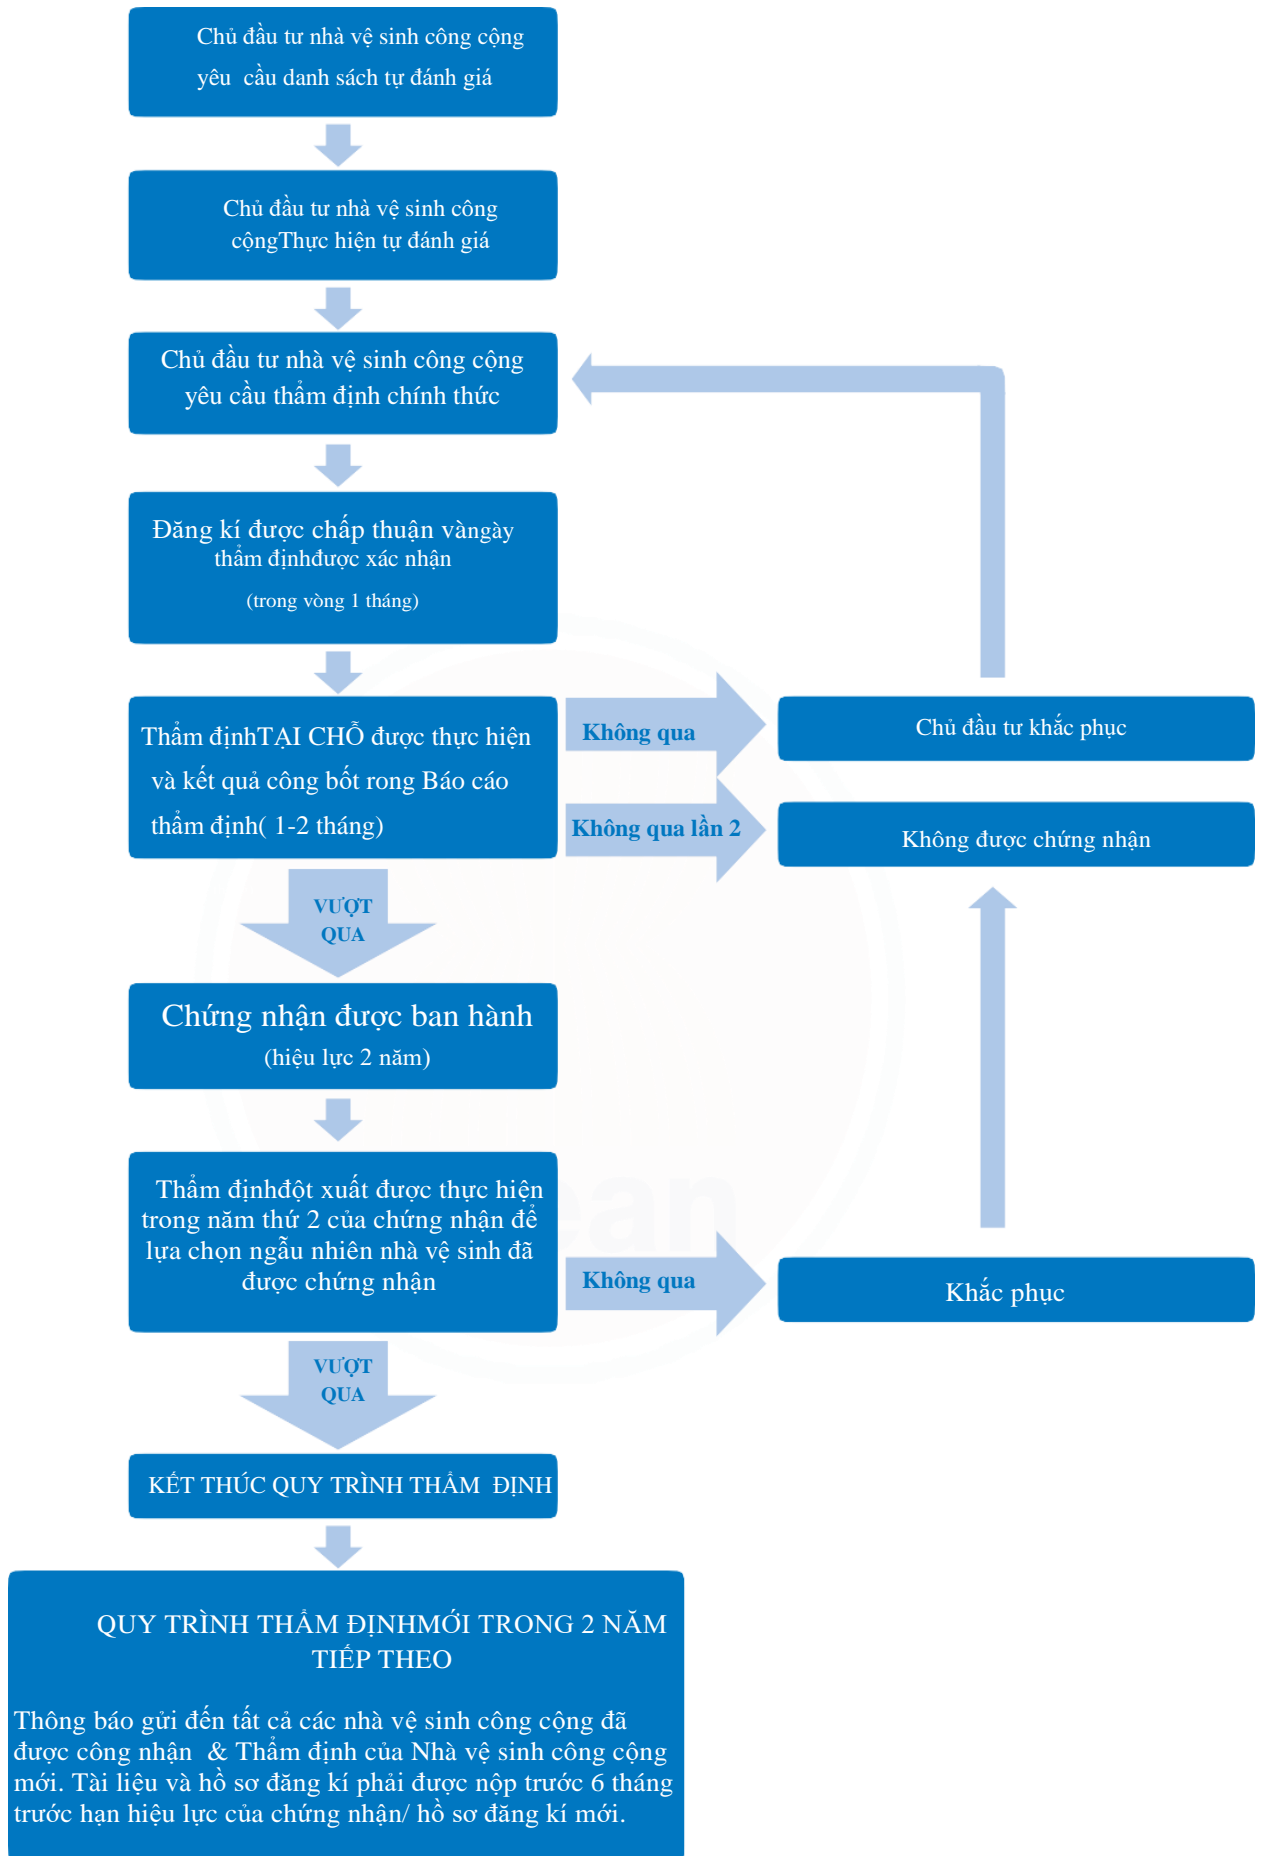 Chủ đầu tư nhà vệ sinh công cộng
yêu cầu danh sách tự đánh giá
Chủ đầu tư nhà vệ sinh công
cộngThực hiện tự đánh giá
Chủ đầu tư nhà vệ sinh công cộng
yêu cầu thẩm định chính thức
Đăng kí được chấp thuận vàngày
thẩm địnhđược xác nhận
(trong vòng 1 tháng)
Thẩm địnhTẠI CHỖ được thực hiện
và kết quả công bốt rong Báo cáo
thẩm định( 1-2 tháng)
Không qua
Chủ đầu tư khắc phục
Không qua lần 2
Không được chứng nhận
VƯỢT
QUA
Chứng nhận được ban hành
(hiệu lực 2 năm)
Thẩm địnhđột xuất được thực hiện
trong năm thứ 2 của chứng nhận để
lựa chọn ngẫu nhiên nhà vệ sinh đã
được chứng nhận
Không qua
Khắc phục
VƯỢT
QUA
KẾT THÚC QUY TRÌNH THẨM ĐỊNH
QUY TRÌNH THẨM ĐỊNHMỚI TRONG 2 NĂM
TIẾP THEO
Thông báo gửi đến tất cả các nhà vệ sinh công cộng đã
được công nhận & Thẩm định của Nhà vệ sinh công cộng
mới. Tài liệu và hồ sơ đăng kí phải được nộp trước 6 tháng
trước hạn hiệu lực của chứng nhận/ hồ sơ đăng kí mới.